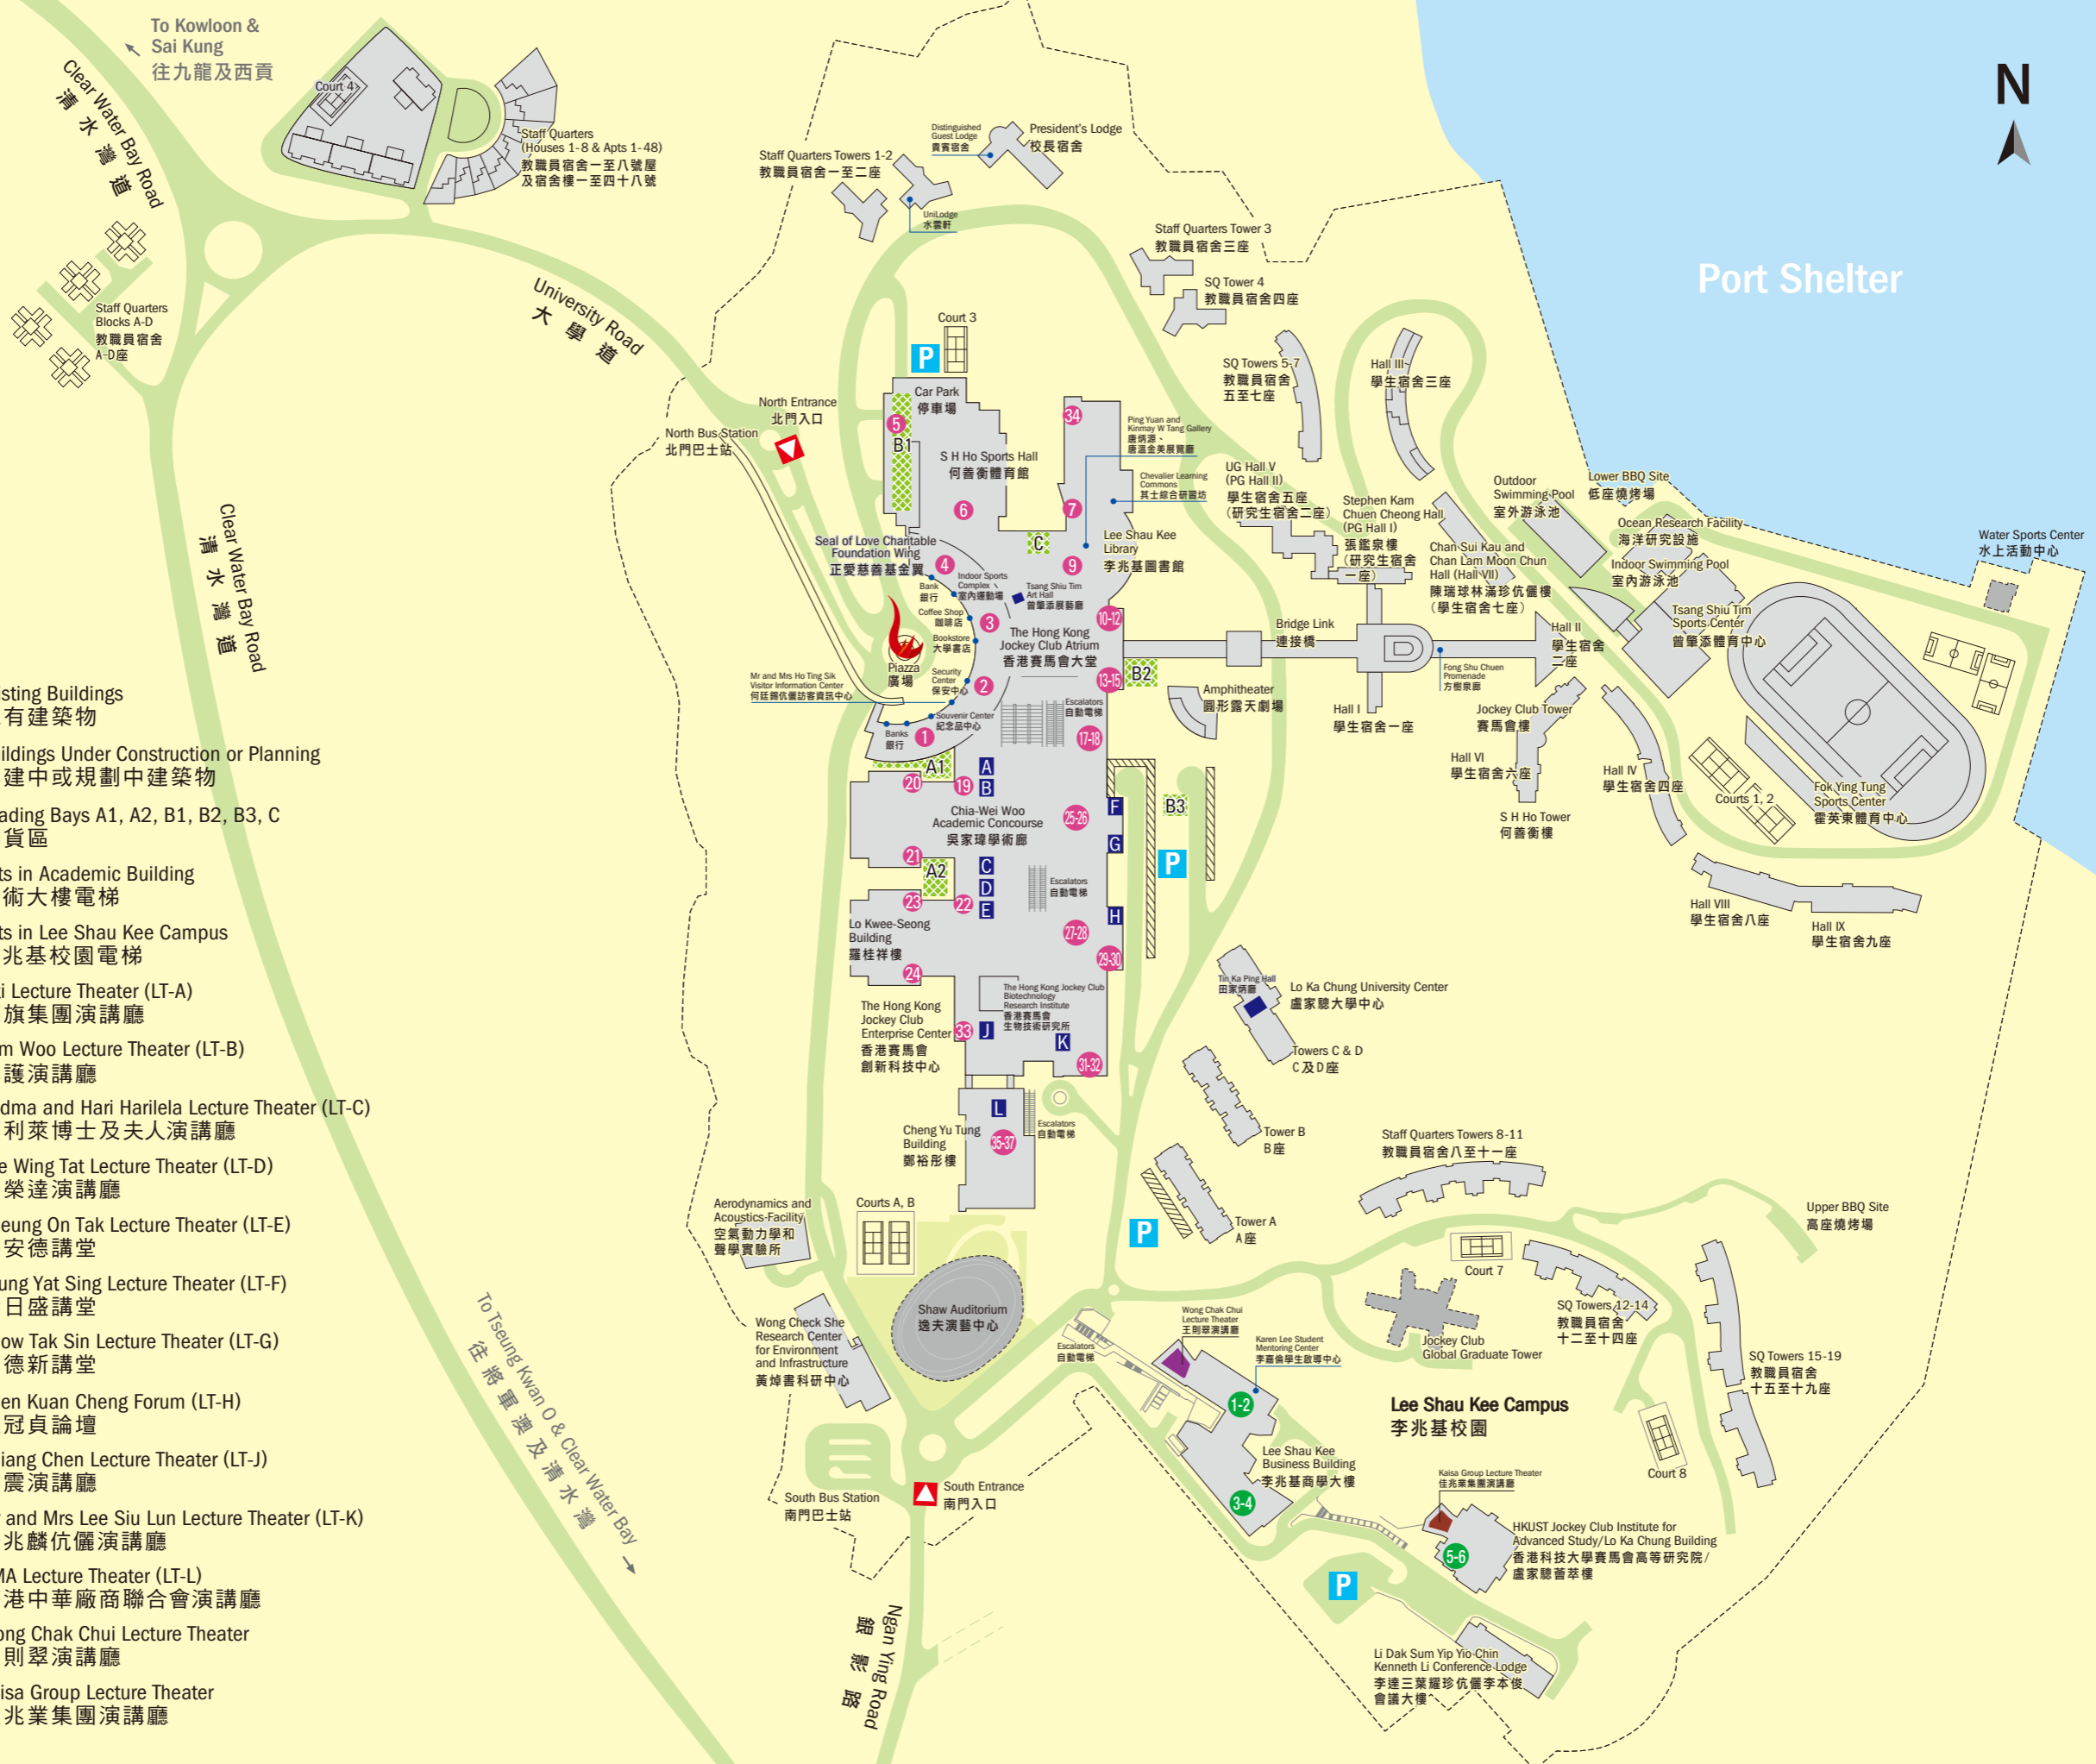 To Kowloon &
Sai Kung
往九龍及西貢
Clear Water Bay Road
清水灣道
Court 4
Staff Quarters
(Houses 1-8 & Apts 1-48)
教職員宿舍一至八號屋
及宿舍樓一至四十八號
Staff Quarters
Blocks A-D
教職員宿舍
A-D座
University Road
大學道
Clear Water Bay Road
清水灣道
Staff Quarters Towers 1-2
教職員宿舍一至二座
Distinguished
Guest Lodge
貴賓宿舍
President's Lodge
校長宿舍
UniLodge
水雲軒
Staff Quarters Tower 3
教職員宿舍三座
SQ Tower 4
教職員宿舍四座
N
Port Shelter
Court 3
P
SQ Towers 5-7
教職員宿舍
五至七座
Hall III
學生宿舍三座
North Entrance
北門入口
North Bus Station
北門巴士站
Car Park
停車場
5
B1
34
S H Ho Sports Hall
何善衡體育館
6
7
Ping Yuan and
Kinmay W Tang Gallery
唐炳源、
唐溫金美展覽廳
Chevalier Learning
Commons
其士綜合研習坊
C
9
Lee Shau Kee
Library
李兆基圖書館
UG Hall V
(PG Hall II)
學生宿舍五座
(研究生宿舍二座)
Stephen Kam
Chuen Cheong Hall
(PG Hall I)
張鑑泉樓
(研究生宿舍
一座)
Outdoor
Swimming Pool
室外游泳池
Lower BBQ Site
低座燒烤場
Ocean Research Facility
海洋研究設施
Indoor Swimming Pool
室內游泳池
Water Sports Center
水上活動中心
Chan Sui Kau and
Chan Lam Moon Chun
Hall (Hall VII)
陳瑞球林滿珍伉儷樓
(學生宿舍七座)
Tsang Shiu Tim
Sports Center
曾肇添體育中心
Seal of Love Charitable
Foundation Wing
正愛慈善基金翼
4
Bank
銀行
Indoor Sports
Complex
室內運動場
Tsang Shiu Tim
Art Hall
曾肇添展藝廳
Coffee Shop
咖啡店
3
Bookstore
大學書店
The Hong Kong
Jockey Club Atrium
香港賽馬會大堂
10-12
Piazza
廣場
Security
Center
保安中心
2
13-15
B2
Bridge Link
連接橋
Hall II
學生宿舍
二座
Fong Shu Chuen
Promenade
方樹泉廊
Mr and Mrs Ho Ting Sik
Visitor Information Center
何廷錫伉儷訪客資訊中心
Souvenir Center
紀念品中心
Banks
銀行
1
Escalators
自動電梯
17-18
Amphitheater
圓形露天劇場
Hall I
學生宿舍一座
Jockey Club Tower
賽馬會樓
Hall VI
學生宿舍六座
Hall IV
學生宿舍四座
Courts 1, 2
Fok Ying Tung
Sports Center
霍英東體育中心
S H Ho Tower
何善衡樓
Hall VIII
學生宿舍八座
Hall IX
學生宿舍九座
A1
20
19
A
B
Chia-Wei Woo
Academic Concourse
吳家瑋學術廊
25-26
F
G
B3
P
21
A2
C
D
E
Escalators
自動電梯
23
22
H
Lo Kwee-Seong
Building
羅桂祥樓
27-28
29-30
24
The Hong Kong Jockey Club
Biotechnology
Research Institute
香港賽馬會
生物技術研究所
The Hong Kong
Jockey Club
Enterprise Center
香港賽馬會
創新科技中心
33
J
K
31-32
Tin Ka Ping Hall
田家炳廳
Lo Ka Chung University Center
盧家驄大學中心
Towers C & D
C及D座
L
Cheng Yu Tung
Building
鄭裕彤樓
35-37
Escalators
自動電梯
Tower B
B座
Tower A
A座
P
Staff Quarters Towers 8-11
教職員宿舍八至十一座
Upper BBQ Site
高座燒烤場
Aerodynamics and
Acoustics Facility
空氣動力學和
聲學實驗所
Courts A, B
Shaw Auditorium
逸夫演藝中心
Court 7
SQ Towers 12-14
教職員宿舍
十二至十四座
Wong Check She
Research Center
for Environment
and Infrastructure
黃焯書科研中心
Wong Chak Chui
Lecture Theater
王則翠演講廳
Escalators
自動電梯
Karen Lee Student
Mentoring Center
李嘉倫學生啟導中心
Jockey Club
Global Graduate Tower
SQ Towers 15-19
教職員宿舍
十五至十九座
1-2
Lee Shau Kee Campus
李兆基校園
Lee Shau Kee
Business Building
李兆基商學大樓
3-4
Court 8
South Bus Station
南門巴士站
South Entrance
南門入口
Kaisa Group Lecture Theater
佳兆業集團演講廳
HKUST Jockey Club Institute for
Advanced Study/Lo Ka Chung Building
香港科技大學賽馬會高等研究院/
盧家驄薈萃樓
5-6
P
Li Dak Sum Yip Yio Chin
Kenneth Li Conference Lodge
李達三葉耀珍伉儷李本俊
會議大樓
Ngan Ying Road
銀影路
To Tseung Kwan O & Clear Water Bay
往將軍澳及清水灣
isting Buildings
有建築物
ildings Under Construction or Planning
建中或規劃中建築物
ading Bays A1, A2, B1, B2, B3, C
貨區
ts in Academic Building
術大樓電梯
ts in Lee Shau Kee Campus
兆基校園電梯
i Lecture Theater (LT-A)
旗集團演講廳
m Woo Lecture Theater (LT-B)
護演講廳
dma and Hari Harilela Lecture Theater (LT-C)
利萊博士及夫人演講廳
e Wing Tat Lecture Theater (LT-D)
榮達演講廳
eung On Tak Lecture Theater (LT-E)
安德講堂
ung Yat Sing Lecture Theater (LT-F)
日盛講堂
ow Tak Sin Lecture Theater (LT-G)
德新講堂
en Kuan Cheng Forum (LT-H)
冠貞論壇
iang Chen Lecture Theater (LT-J)
震演講廳
and Mrs Lee Siu Lun Lecture Theater (LT-K)
兆麟伉儷演講廳
MA Lecture Theater (LT-L)
港中華廠商聯合會演講廳
ong Chak Chui Lecture Theater
則翠演講廳
isa Group Lecture Theater
兆業集團演講廳